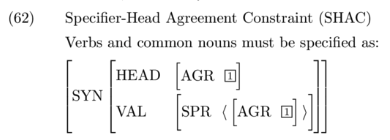 (62) Specifier-Head Agreement Constraint (SHAC)
Verbs and common nouns must be specified as:
[SYN [HEAD [AGR 1]
VAL [SPR ⟨ [AGR 1] ⟩]]]